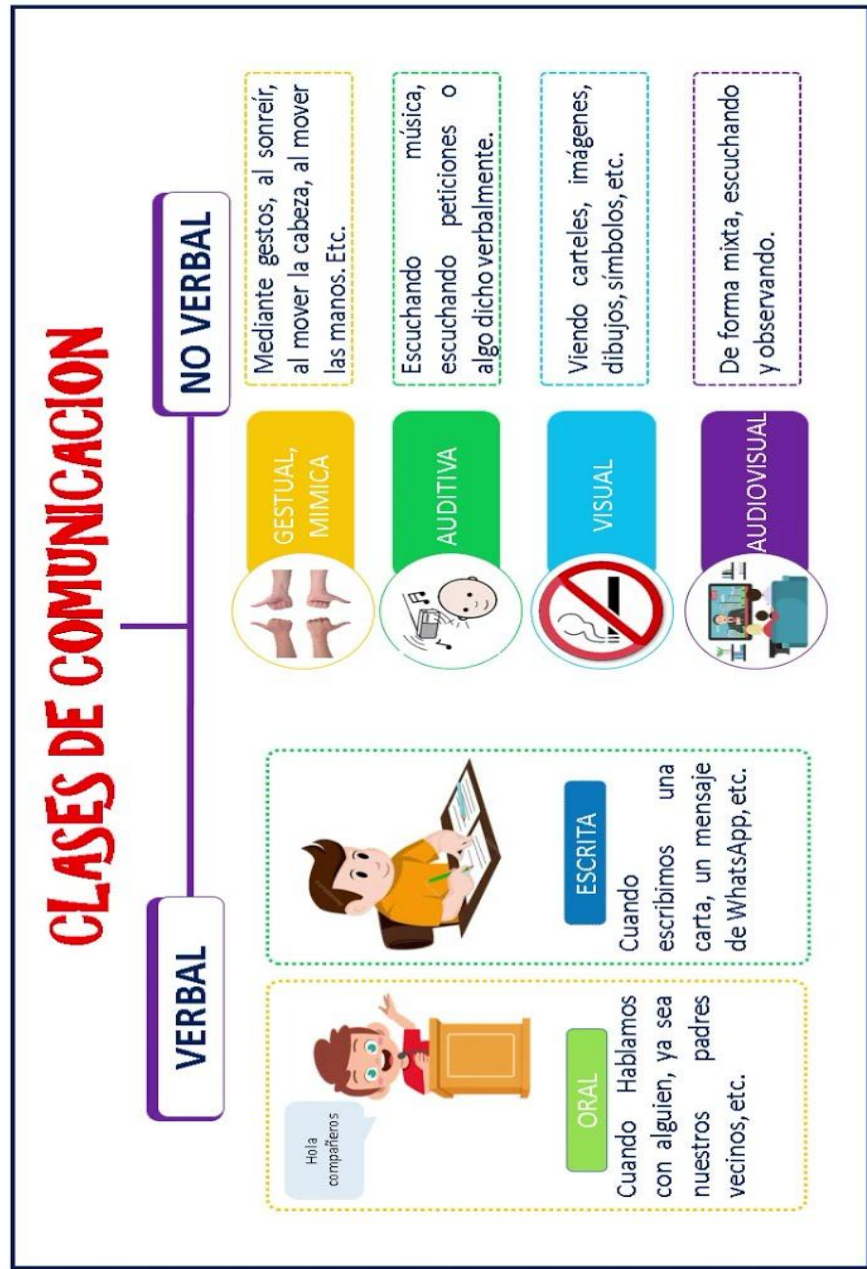 CLASES DE COMUNICACION
VERBAL
NO VERBAL
Hola
compañeros
ORAL
Cuando Hablamos
con alguien, ya sea
nuestros padres
vecinos, etc.
ESCRITA
Cuando
escribimos una
carta, un mensaje
de WhatsApp, etc.
GESTUAL,
MIMICA
Mediante gestos, al sonreír,
al mover la cabeza, al mover
las manos. Etc.
AUDITIVA
Escuchando música,
escuchando peticiones o
algo dicho verbalmente.
VISUAL
Viendo carteles, imágenes,
dibujos, símbolos, etc.
AUDIOVISUAL
De forma mixta, escuchando
y observando.